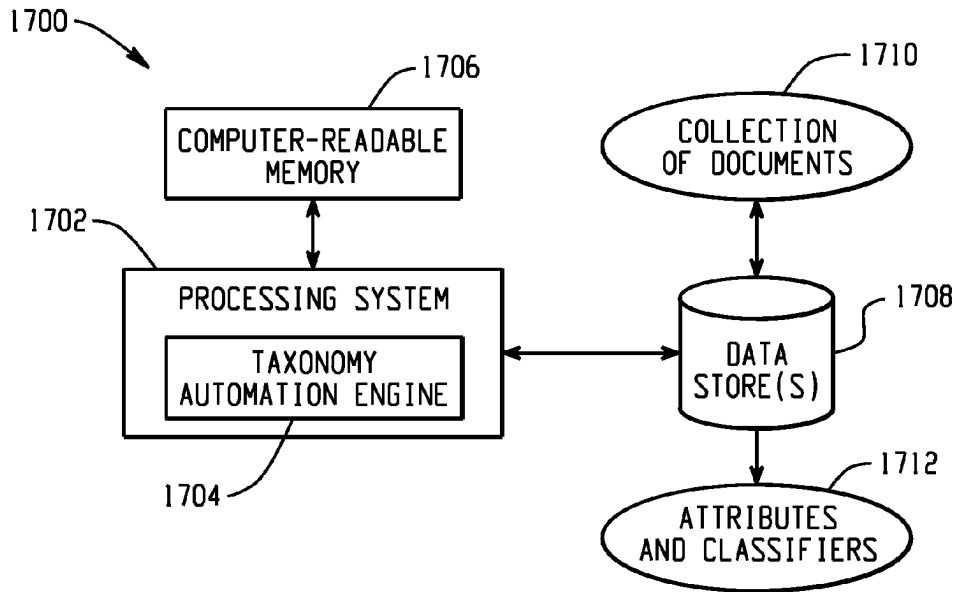 1700
1706
1710
COMPUTER-READABLE
MEMORY
COLLECTION
OF DOCUMENTS
1702
PROCESSING SYSTEM
1708
TAXONOMY
AUTOMATION ENGINE
DATA
STORE(S)
1704
1712
ATTRIBUTES
AND CLASSIFIERS